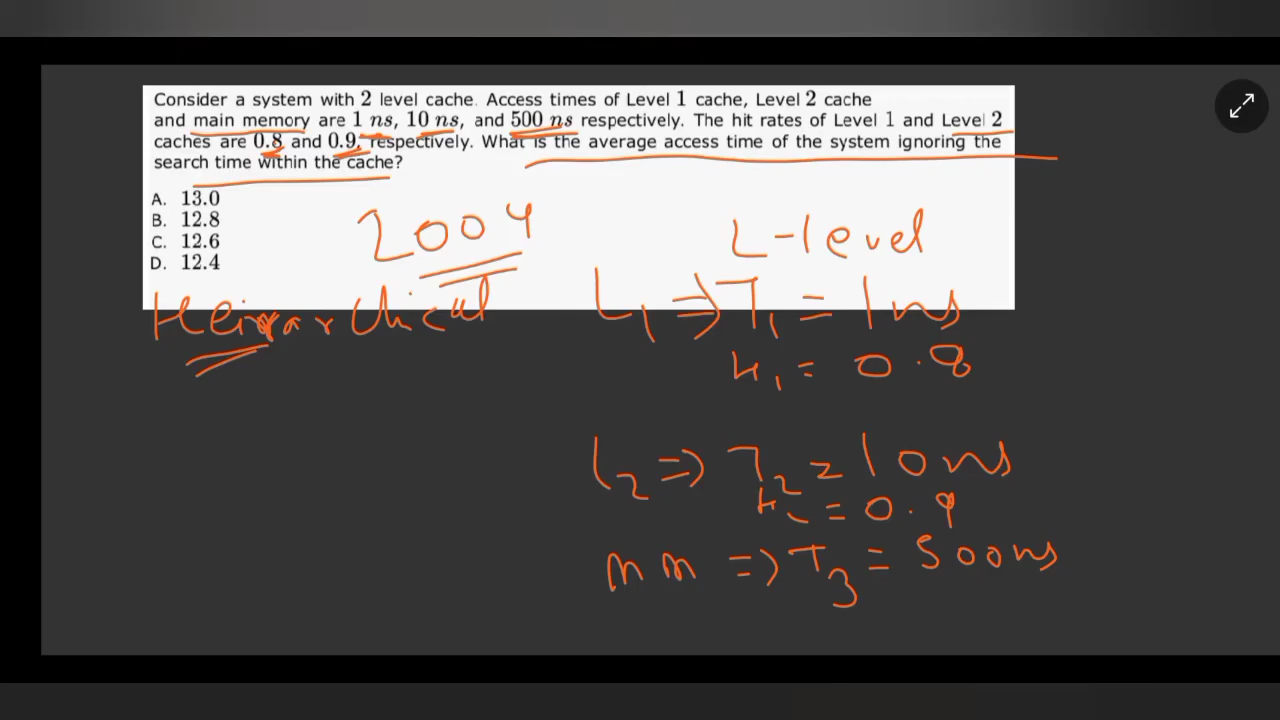 Consider a system with 2 level cache. Access times of Level 1 cache, Level 2 cache
and main memory are 1 ns, 10 ns, and 500 ns respectively. The hit rates of Level 1 and Level 2
caches are 0.8 and 0.9, respectively. What is the average access time of the system ignoring the
search time within the cache?
A. 13.0
B. 12.8
C. 12.6
D. 12.4
2004
2-level
Heirarchical
L1 => T1 = 1ns
H1 = 0.8
L2 => T2 = 10ns
H2 = 0.9
MM => T3 = 500ns